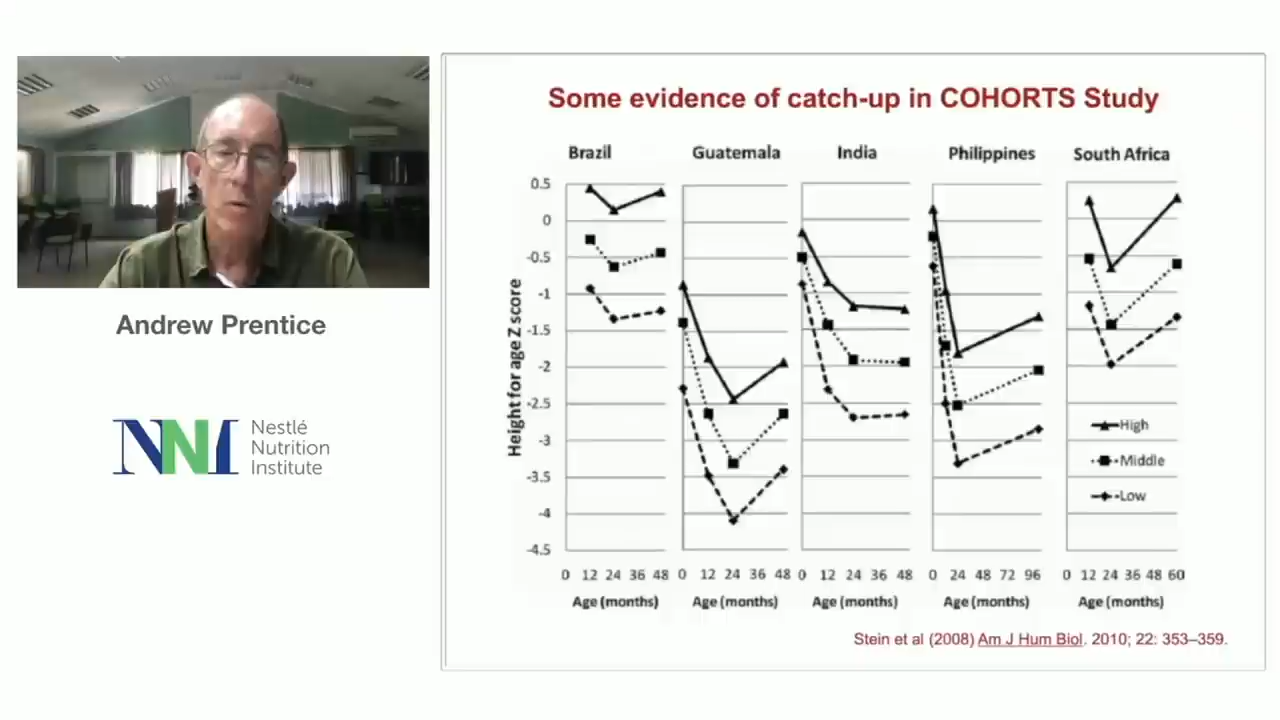 Some evidence of catch-up in COHORTS Study
Brazil Guatemala India Philippines South Africa
Height for age Z score
0.5
0
-0.5
-1
-1.5
-2
-2.5
-3
-3.5
-4
-4.5
High
Middle
Low
0 12 24 36 48 0 12 24 36 48 0 12 24 36 48 0 24 48 72 96 0 12 24 36 48 60
Age (months) Age (months) Age (months) Age (months) Age (months)
Stein et al (2008) Am J Hum Biol. 2010; 22: 353–359.
Andrew Prentice
NNI
Nestlé
Nutrition
Institute